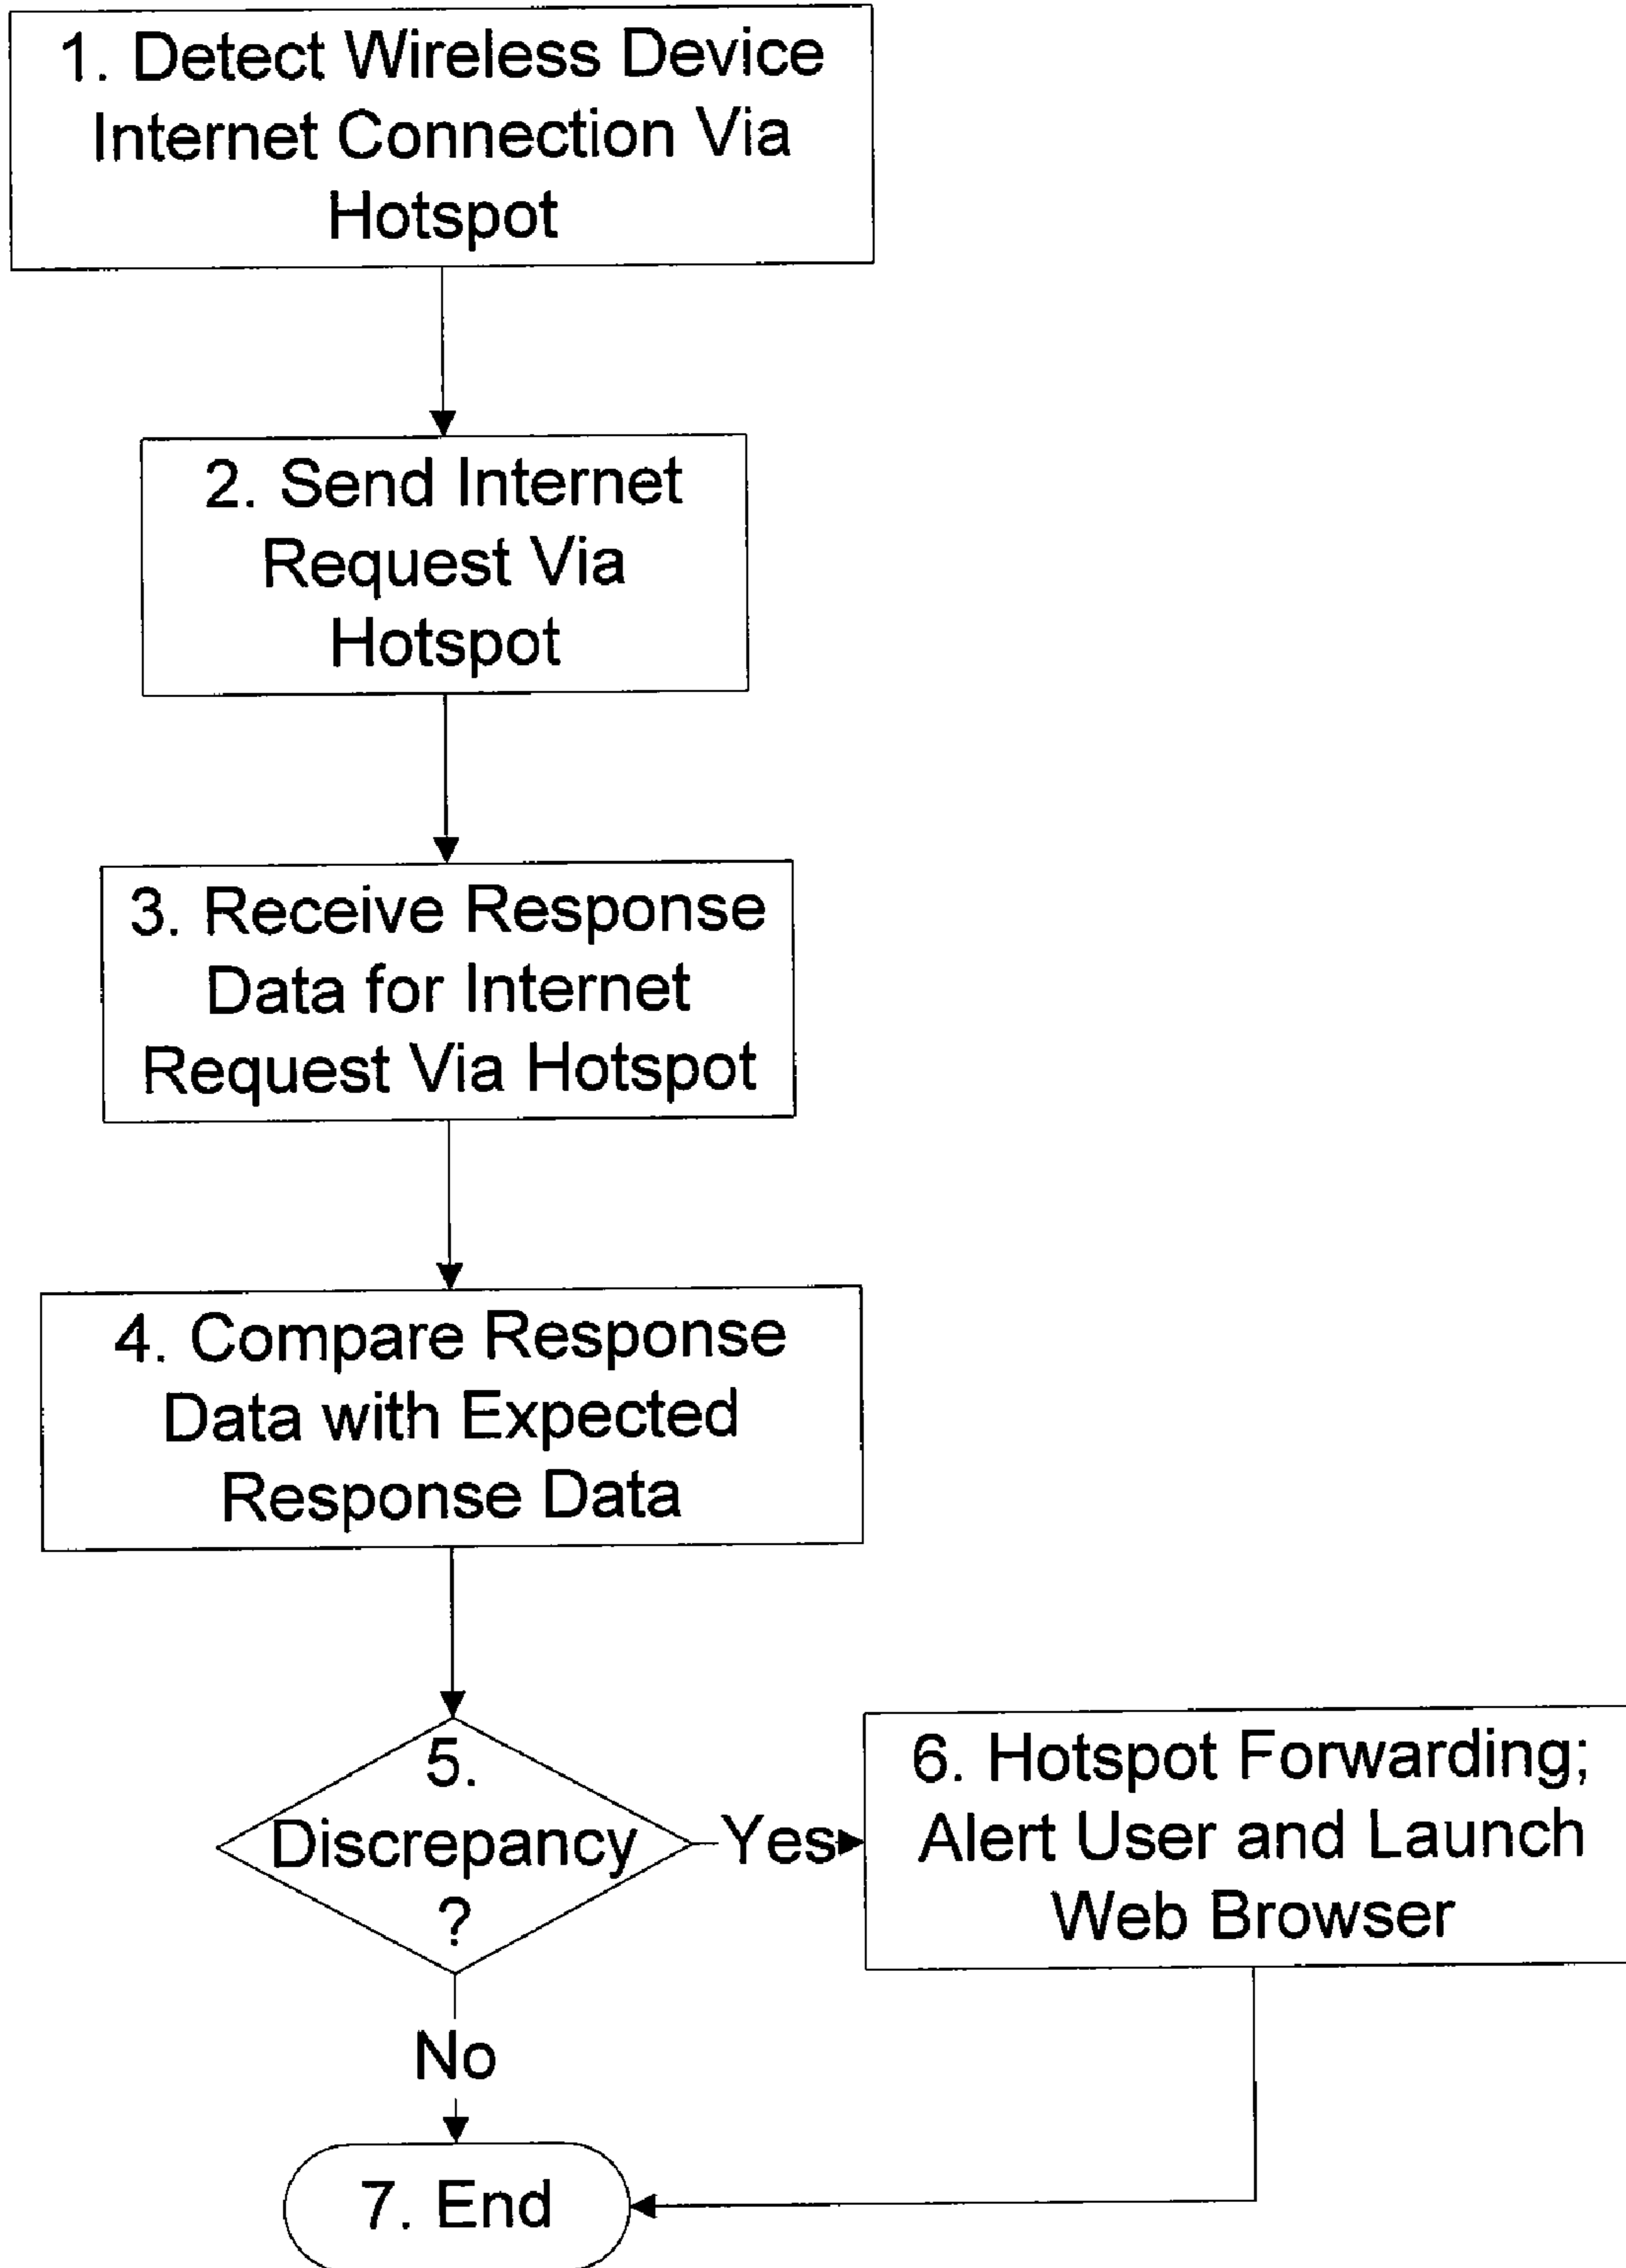 1. Detect Wireless Device
Internet Connection Via
Hotspot
2. Send Internet
Request Via
Hotspot
3. Receive Response
Data for Internet
Request Via Hotspot
4. Compare Response
Data with Expected
Response Data
5.
Discrepancy
?
Yes
6. Hotspot Forwarding;
Alert User and Launch
Web Browser
No
7. End